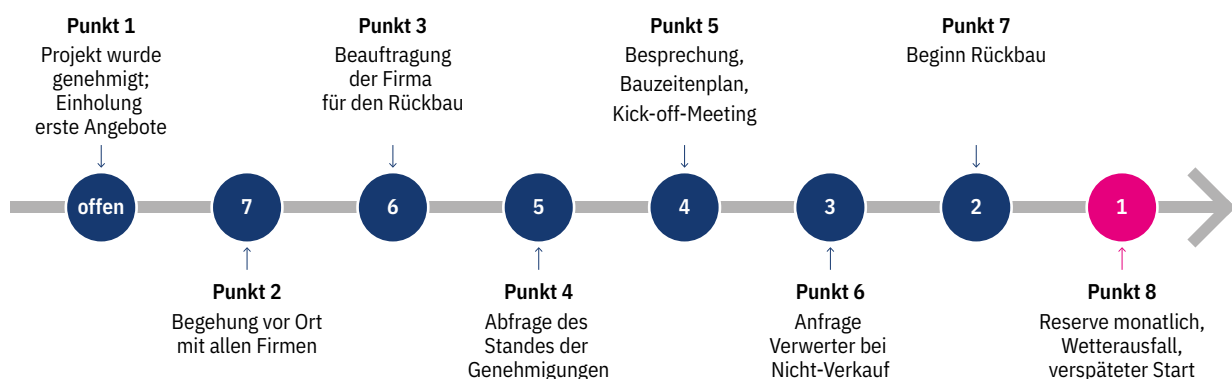 Punkt 1
Projekt wurde
genehmigt;
Einholung
erste Angebote
Punkt 3
Beauftragung
der Firma
für den Rückbau
Punkt 5
Besprechung,
Bauzeitenplan,
Kick-off-Meeting
Punkt 7
Beginn Rückbau
offen
7
6
5
4
3
2
1
Punkt 2
Begehung vor Ort
mit allen Firmen
Punkt 4
Abfrage des
Standes der
Genehmigungen
Punkt 6
Anfrage
Verwerter bei
Nicht-Verkauf
Punkt 8
Reserve monatlich,
Wetterausfall,
verspäteter Start